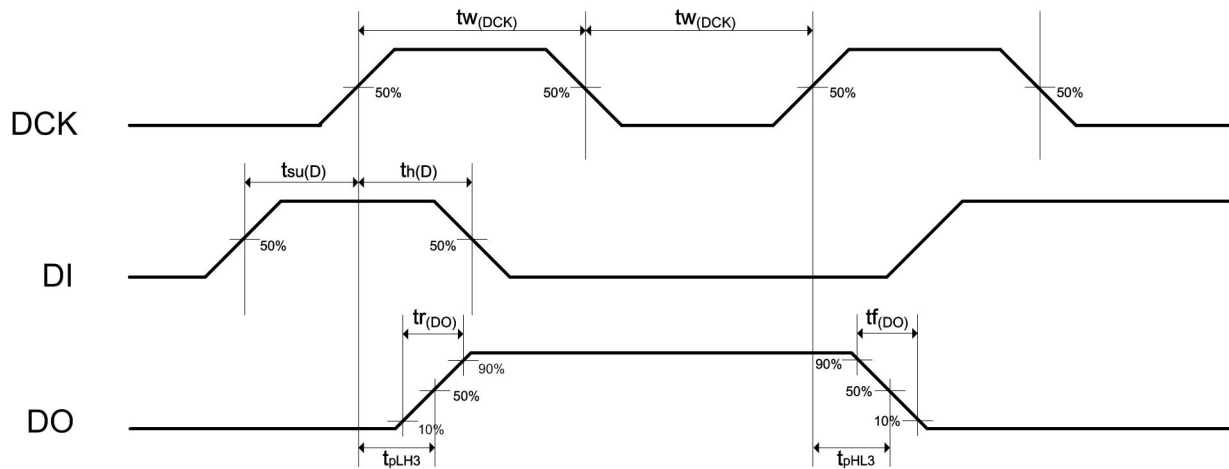 tw(DCK) tw(DCK)
50% 50% 50% 50%
DCK
tsu(D) th(D)
50% 50%
DI
tr(DO) tf(DO)
90% 90%
50% 50%
10% 10%
DO
tpLH3 tpHL3